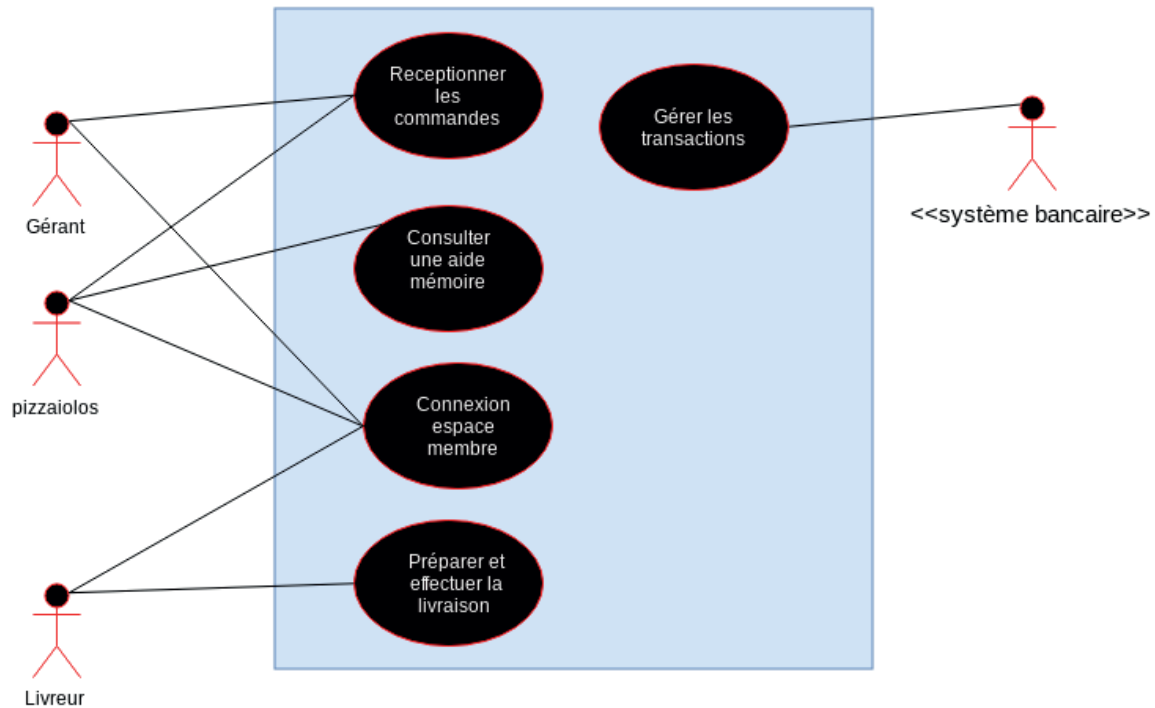 Receptionner
les
commandes
Gérer les
transactions
Gérant
<<système bancaire>>
Consulter
une aide
mémoire
pizzaiolos
Connexion
espace
membre
Préparer et
effectuer la
livraison
Livreur